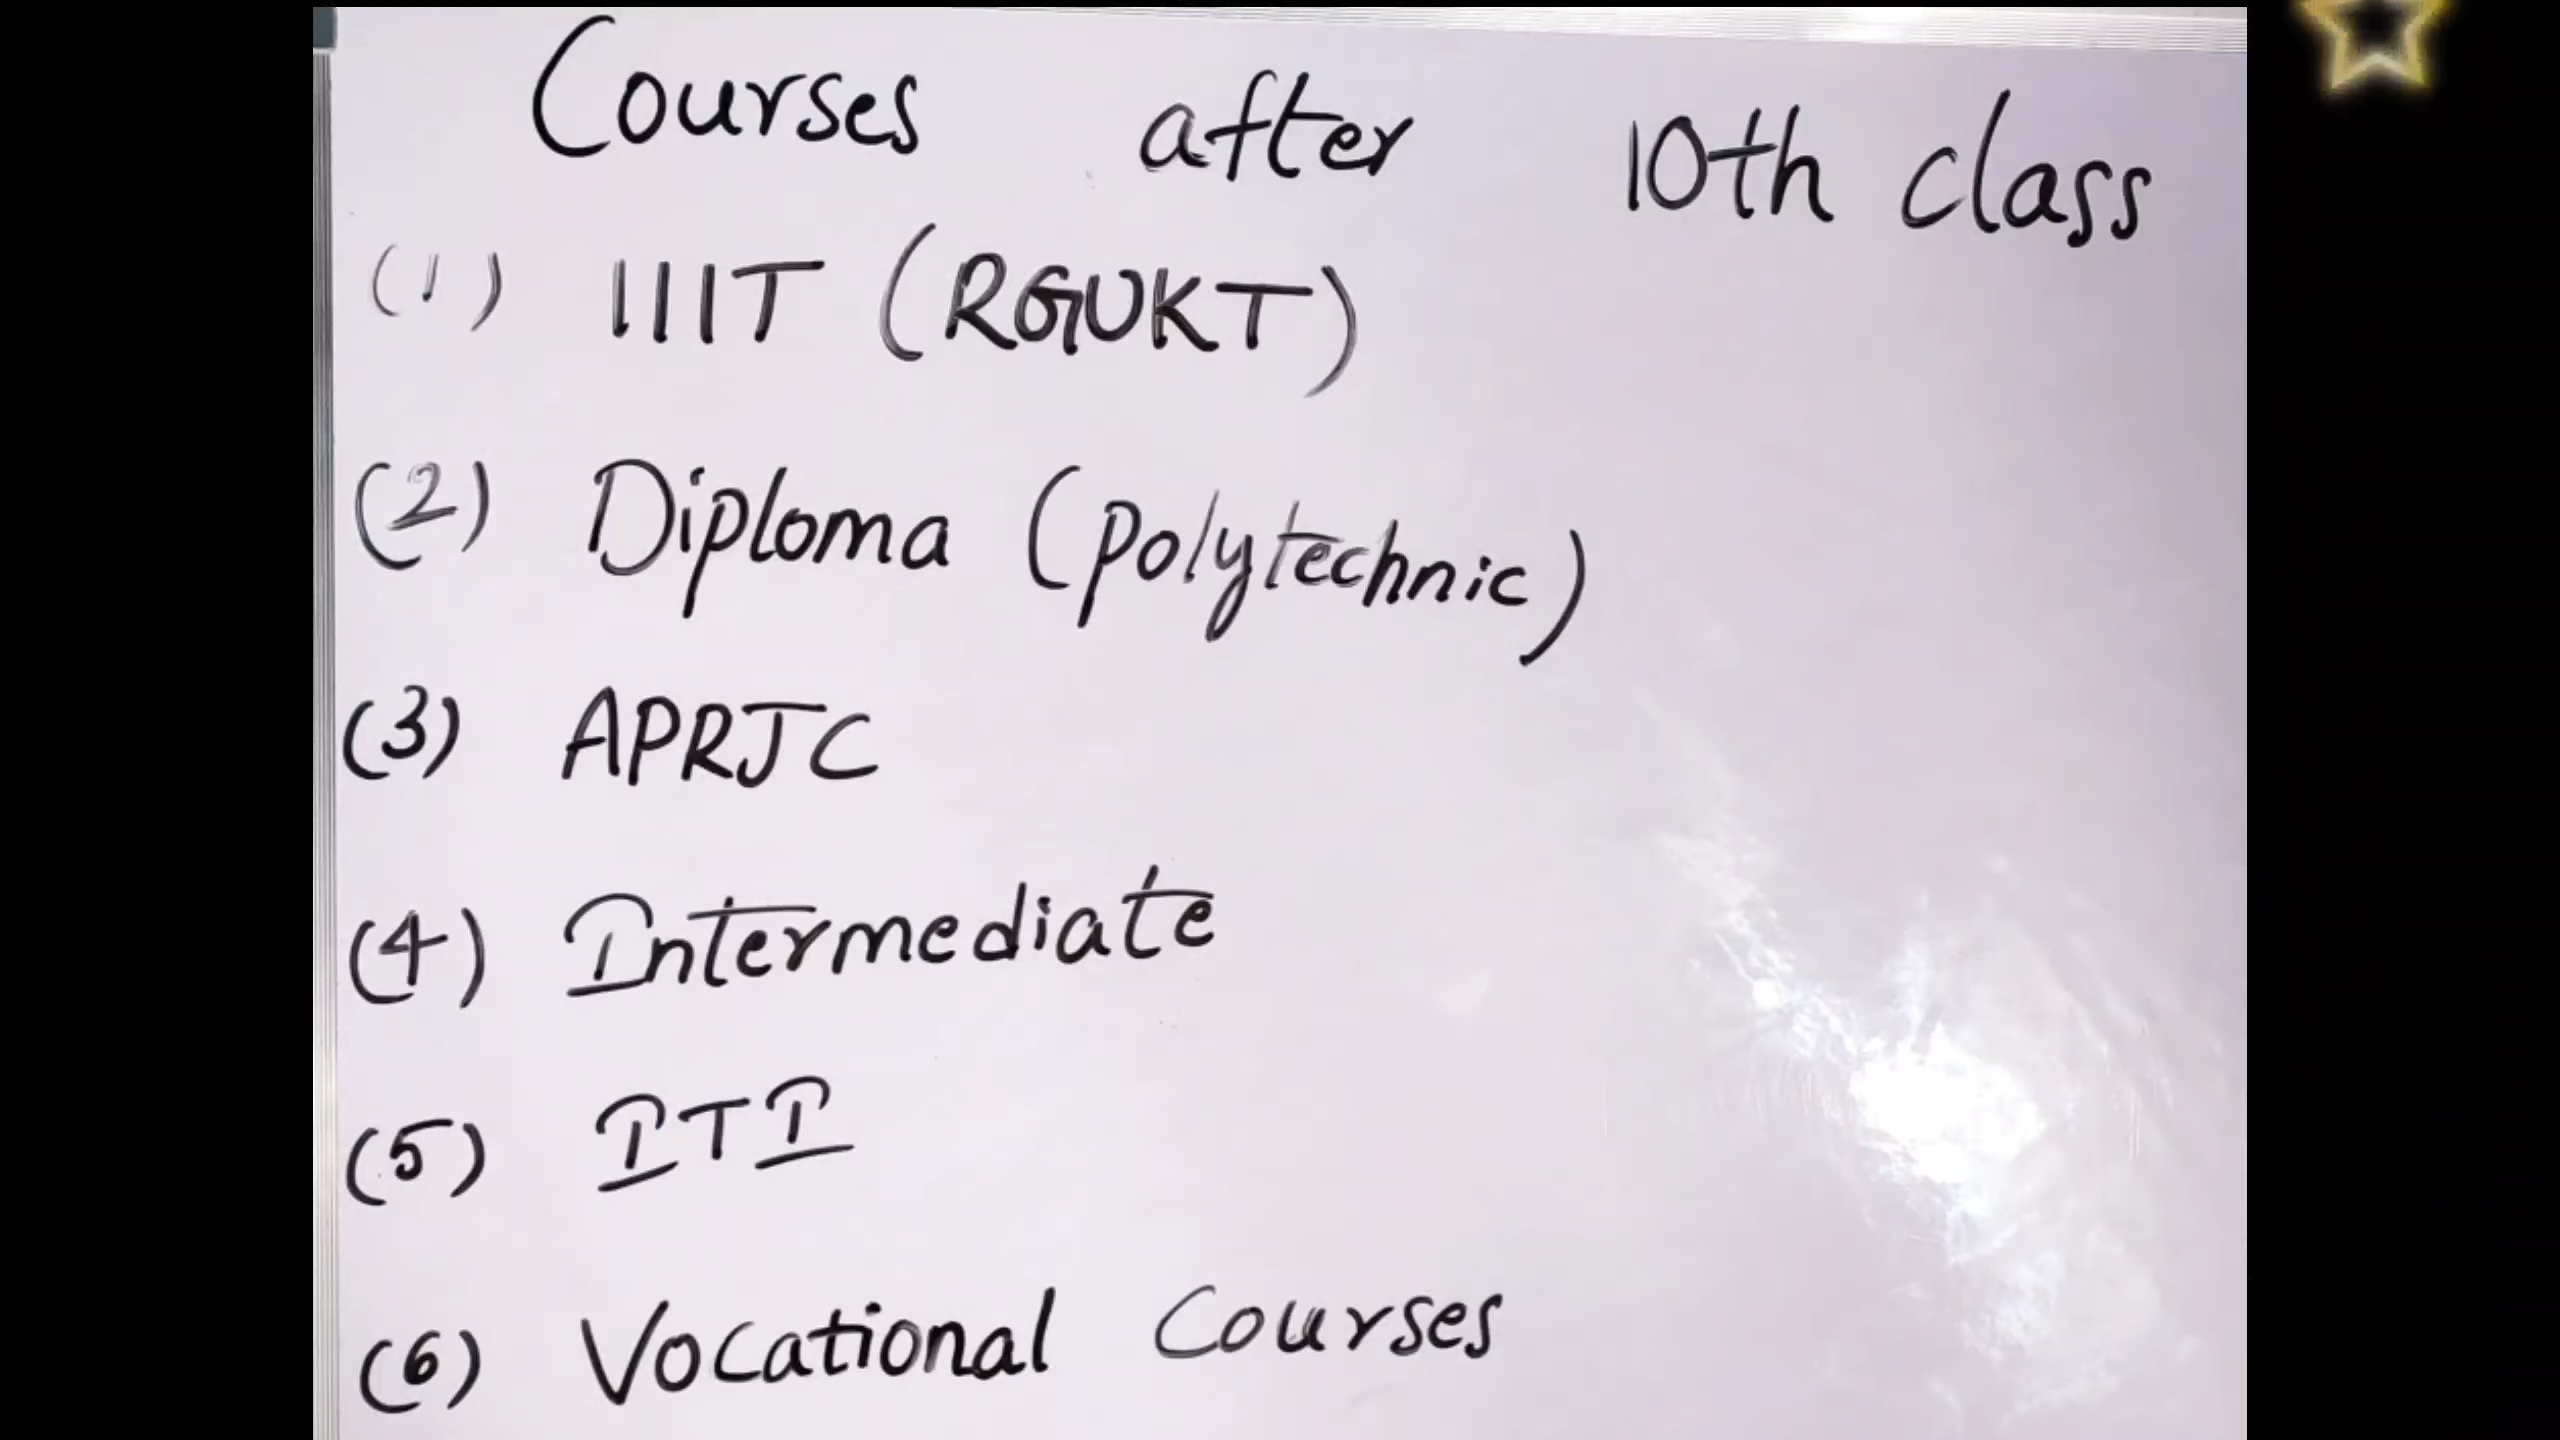 Courses after 10th class
(1) IIIT (RGUKT)
(2) Diploma (polytechnic)
(3) APRJC
(4) Intermediate
(5) ITI
(6) Vocational Courses